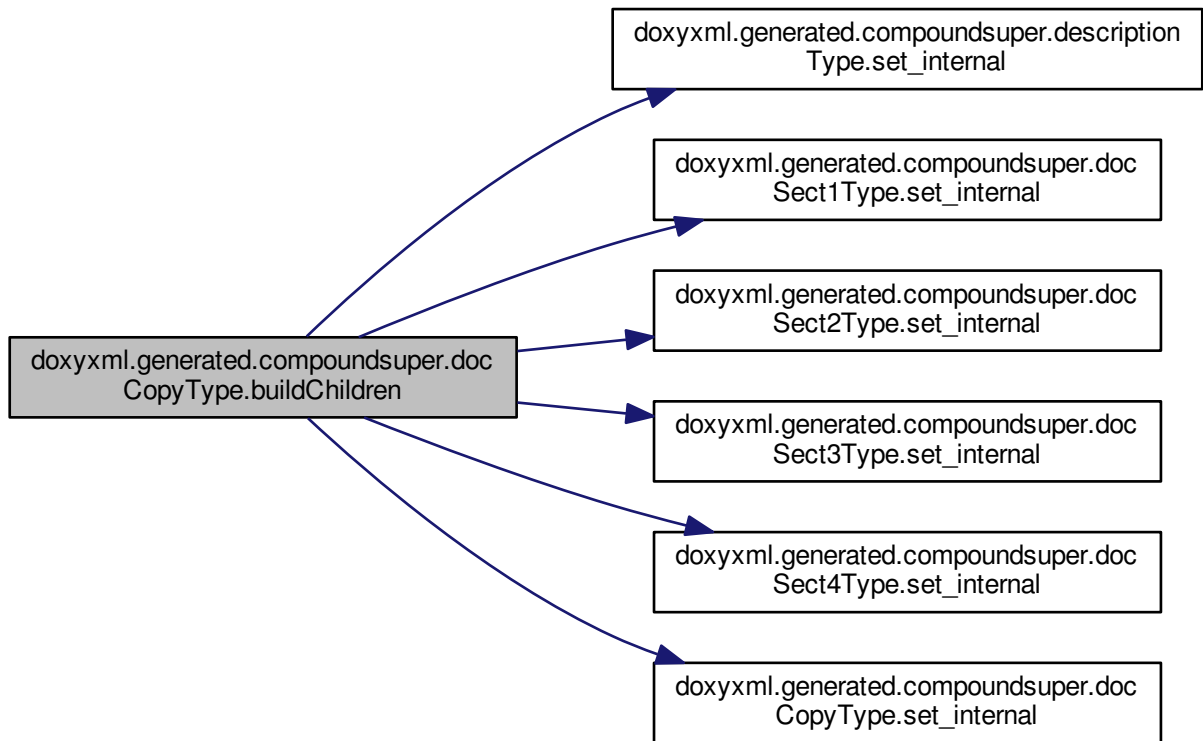 doxyxml.generated.compoundsuper.description
Type.set_internal
doxyxml.generated.compoundsuper.doc
Sect1Type.set_internal
doxyxml.generated.compoundsuper.doc
Sect2Type.set_internal
doxyxml.generated.compoundsuper.doc
CopyType.buildChildren
doxyxml.generated.compoundsuper.doc
Sect3Type.set_internal
doxyxml.generated.compoundsuper.doc
Sect4Type.set_internal
doxyxml.generated.compoundsuper.doc
CopyType.set_internal